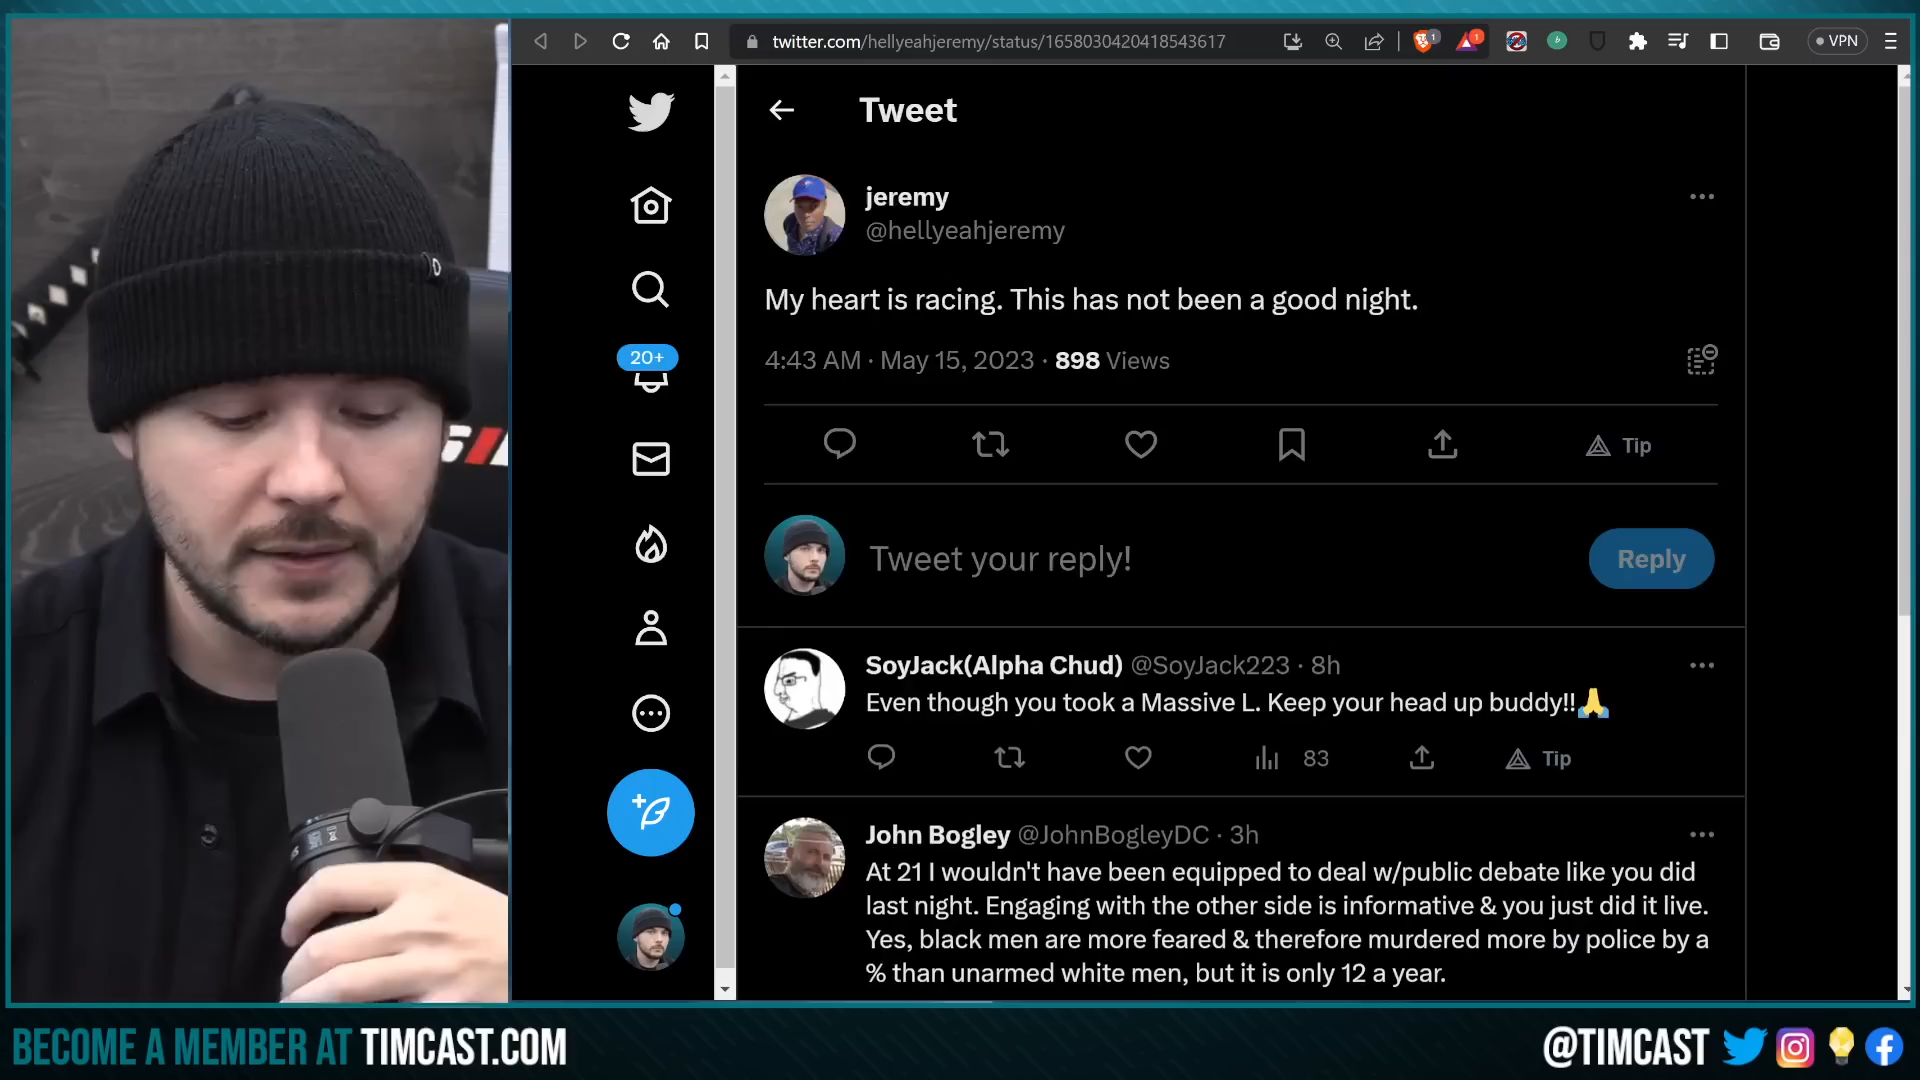 twitter.com/hellyeahjeremy/status/1658030420418543617
1
1
VPN
Tweet
jeremy
@hellyeahjeremy
My heart is racing. This has not been a good night.
4:43 AM · May 15, 2023 · 898 Views
Tip
20+
Tweet your reply!
Reply
SoyJack(Alpha Chud) @SoyJack223 · 8h
Even though you took a Massive L. Keep your head up buddy!!🙏
83
Tip
John Bogley @JohnBogleyDC · 3h
At 21 I wouldn't have been equipped to deal w/public debate like you did
last night. Engaging with the other side is informative & you just did it live.
Yes, black men are more feared & therefore murdered more by police by a
% than unarmed white men, but it is only 12 a year.
BECOME A MEMBER AT TIMCAST.COM
@TIMCAST